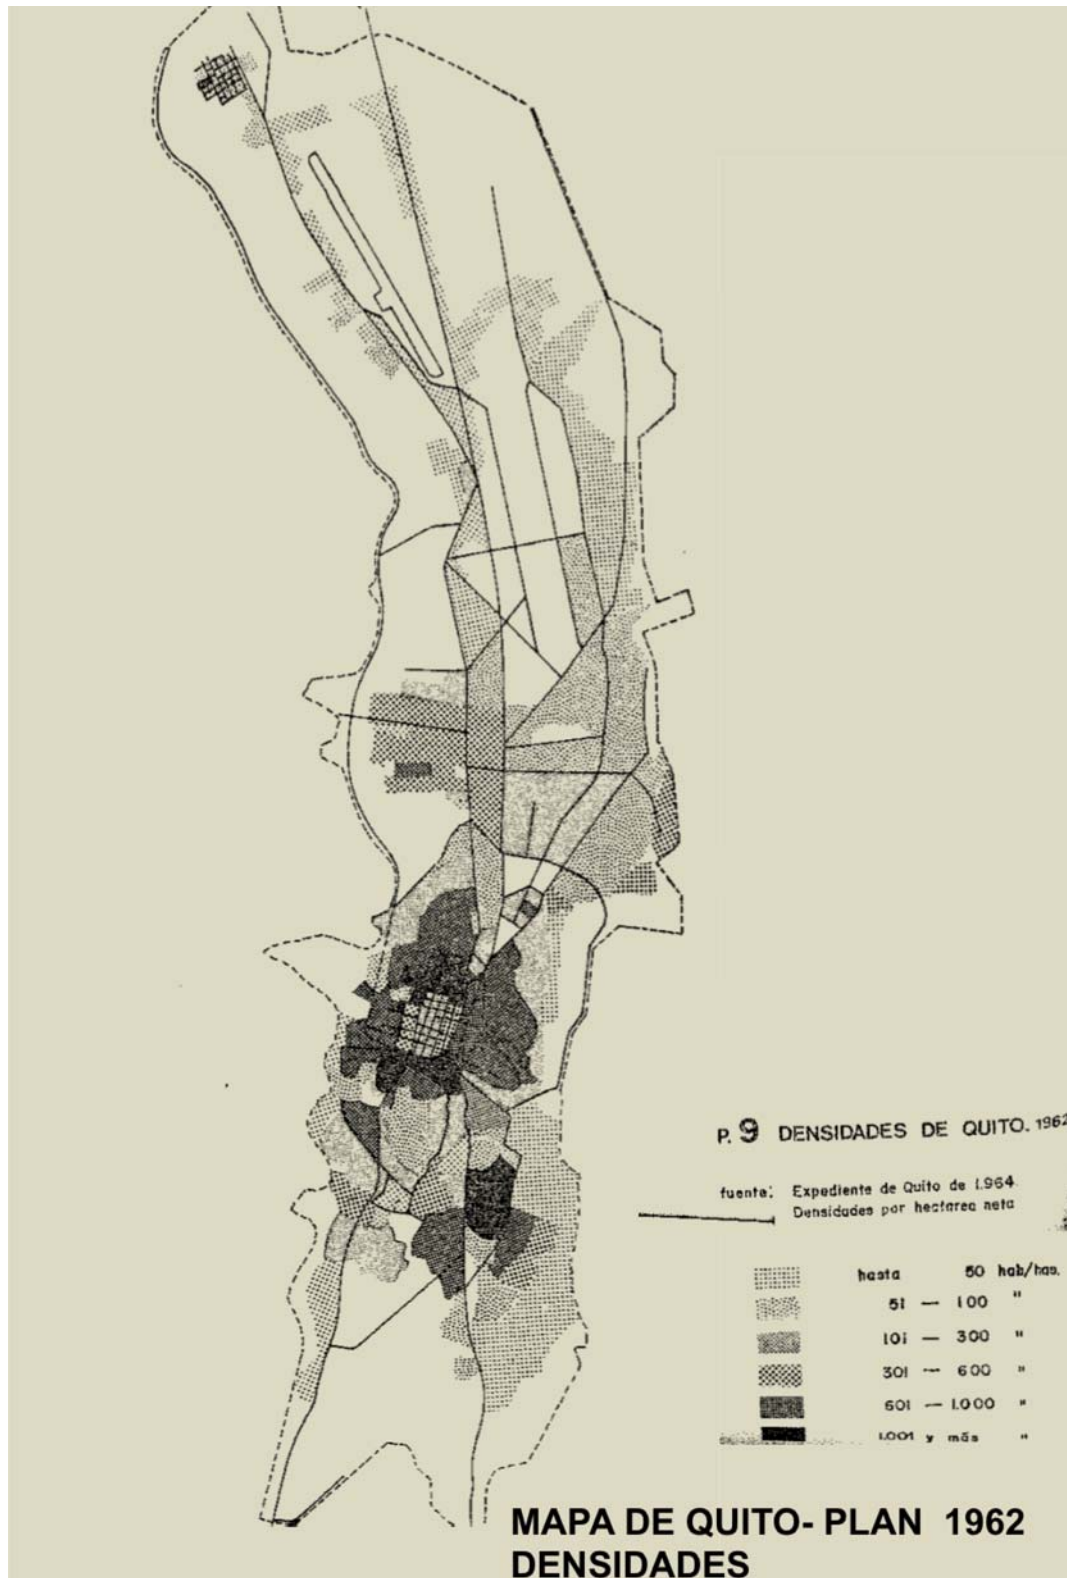 P. 9 DENSIDADES DE QUITO. 1962
fuente: Expediente de Quito de 1.964.
Densidades por hectarea neta
hasta 50 hab/has.
51 — 100 "
101 — 300 "
301 — 600 "
601 — 1.000 "
1.001 y más "
MAPA DE QUITO- PLAN 1962
DENSIDADES